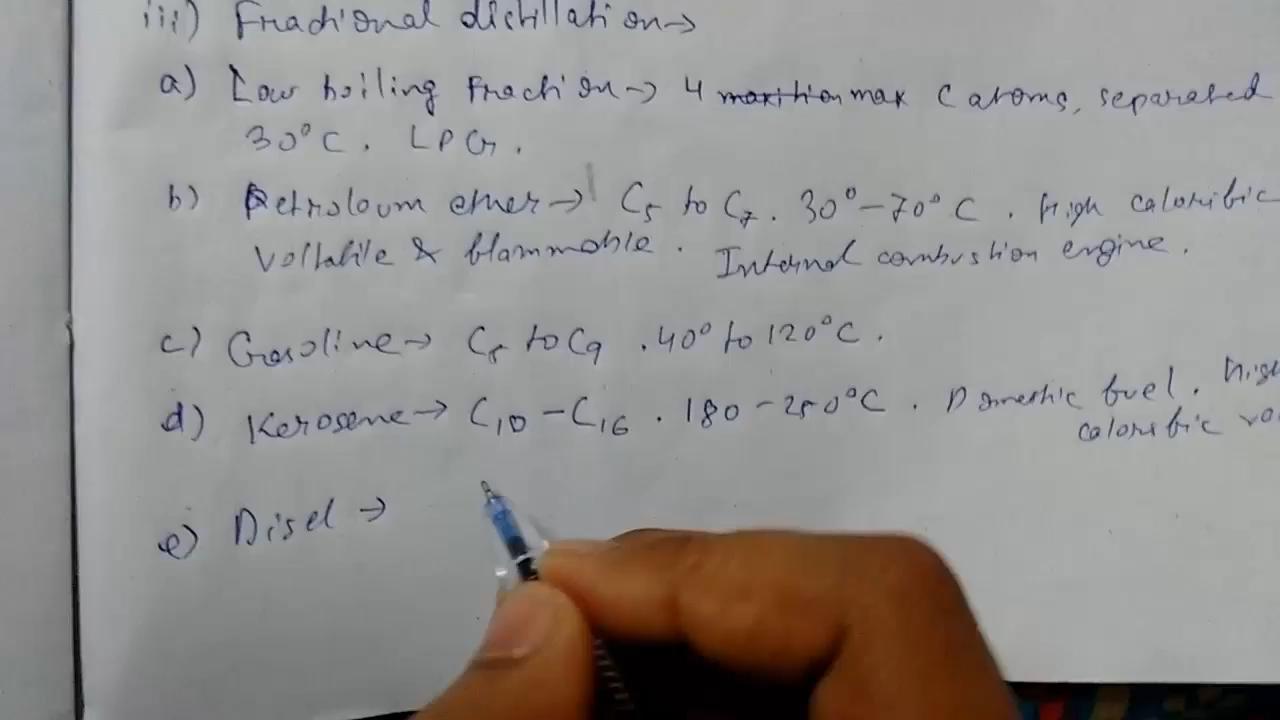 iii) Fractional distillation→
a) Low boiling Fraction→ 4 max C atoms, separated
30°C. LPG.
b) Petroleum ether→ C5 to C7. 30°-70°C. High calorific
Vollatile & flammable. Internal combustion engine.
c) Gasoline→ C5 to C9 .40° to 120°C.
d) Kerosene→ C10-C16. 180-250°C. Domestic fuel. High
calorific va
e) Disel→